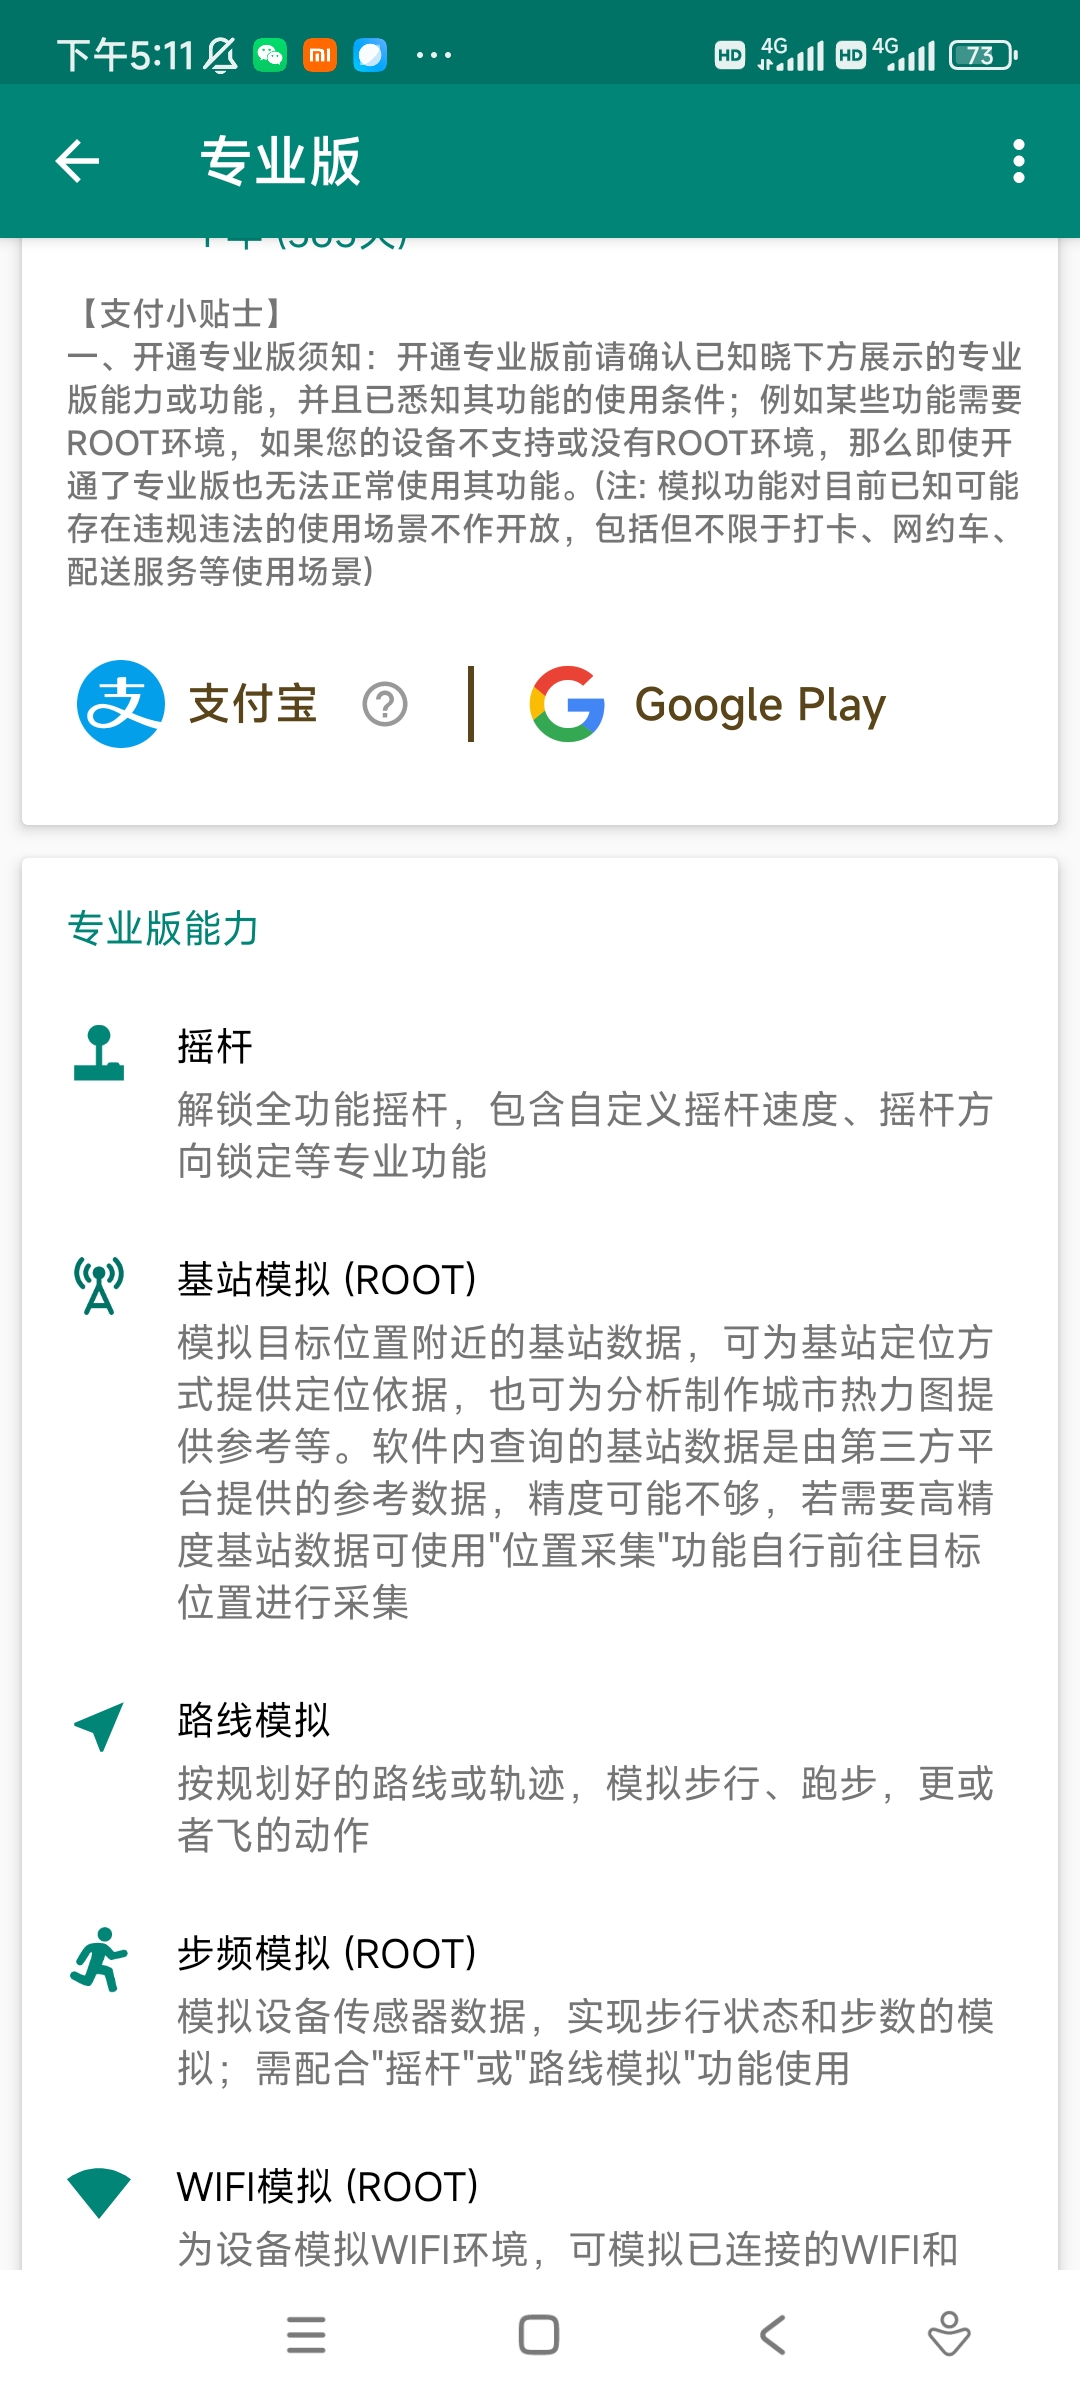 下午5:11
HD 4G HD 4G 73
专业版
【支付小贴士】
一、开通专业版须知：开通专业版前请确认已知晓下方展示的专业
版能力或功能，并且已悉知其功能的使用条件；例如某些功能需要
ROOT环境，如果您的设备不支持或没有ROOT环境，那么即使开
通了专业版也无法正常使用其功能。(注: 模拟功能对目前已知可能
存在违规违法的使用场景不作开放，包括但不限于打卡、网约车、
配送服务等使用场景)
支付宝
Google Play
专业版能力
摇杆
解锁全功能摇杆，包含自定义摇杆速度、摇杆方
向锁定等专业功能
基站模拟 (ROOT)
模拟目标位置附近的基站数据，可为基站定位方
式提供定位依据，也可为分析制作城市热力图提
供参考等。软件内查询的基站数据是由第三方平
台提供的参考数据，精度可能不够，若需要高精
度基站数据可使用"位置采集"功能自行前往目标
位置进行采集
路线模拟
按规划好的路线或轨迹，模拟步行、跑步，更或
者飞的动作
步频模拟 (ROOT)
模拟设备传感器数据，实现步行状态和步数的模
拟；需配合"摇杆"或"路线模拟"功能使用
WIFI模拟 (ROOT)
为设备模拟WIFI环境，可模拟已连接的WIFI和